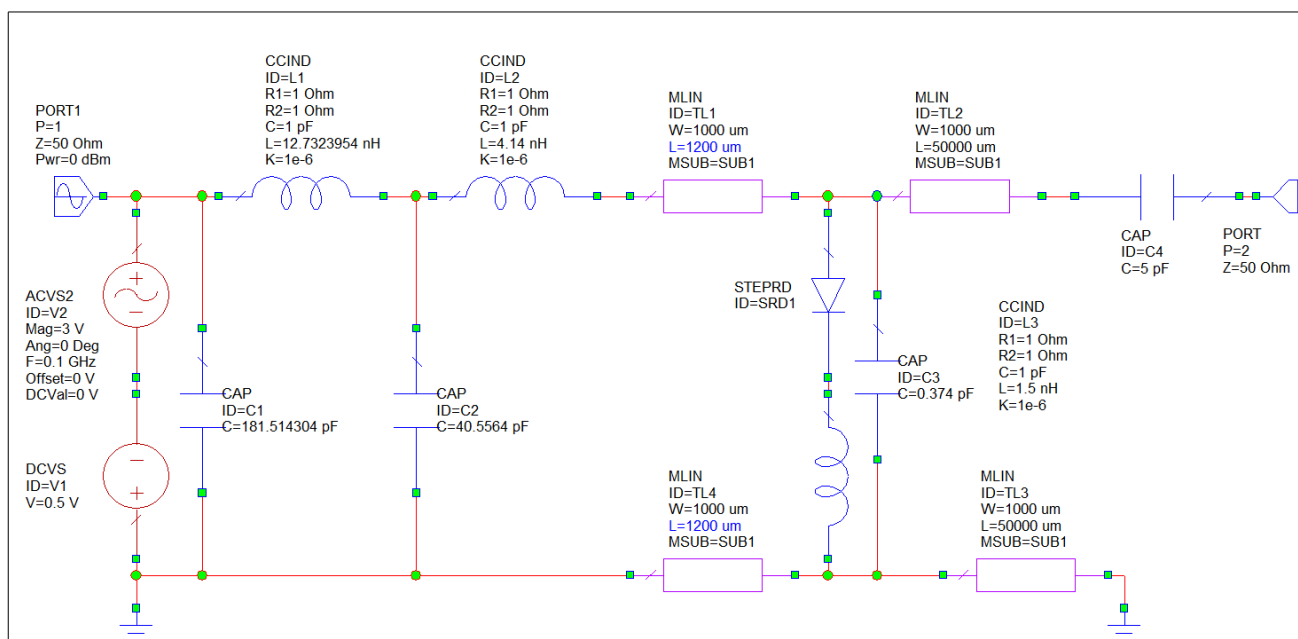 CCIND
ID=L1
R1=1 Ohm
R2=1 Ohm
C=1 pF
L=12.7323954 nH
K=1e-6
CCIND
ID=L2
R1=1 Ohm
R2=1 Ohm
C=1 pF
L=4.14 nH
K=1e-6
PORT1
P=1
Z=50 Ohm
Pwr=0 dBm
MLIN
ID=TL1
W=1000 um
L=1200 um
MSUB=SUB1
MLIN
ID=TL2
W=1000 um
L=50000 um
MSUB=SUB1
CAP
ID=C4
C=5 pF
PORT
P=2
Z=50 Ohm
ACVS2
ID=V2
Mag=3 V
Ang=0 Deg
F=0.1 GHz
Offset=0 V
DCVal=0 V
STEPRD
ID=SRD1
CCIND
ID=L3
R1=1 Ohm
R2=1 Ohm
C=1 pF
L=1.5 nH
K=1e-6
CAP
ID=C1
C=181.514304 pF
CAP
ID=C2
C=40.5564 pF
CAP
ID=C3
C=0.374 pF
DCVS
ID=V1
V=0.5 V
MLIN
ID=TL4
W=1000 um
L=1200 um
MSUB=SUB1
MLIN
ID=TL3
W=1000 um
L=50000 um
MSUB=SUB1